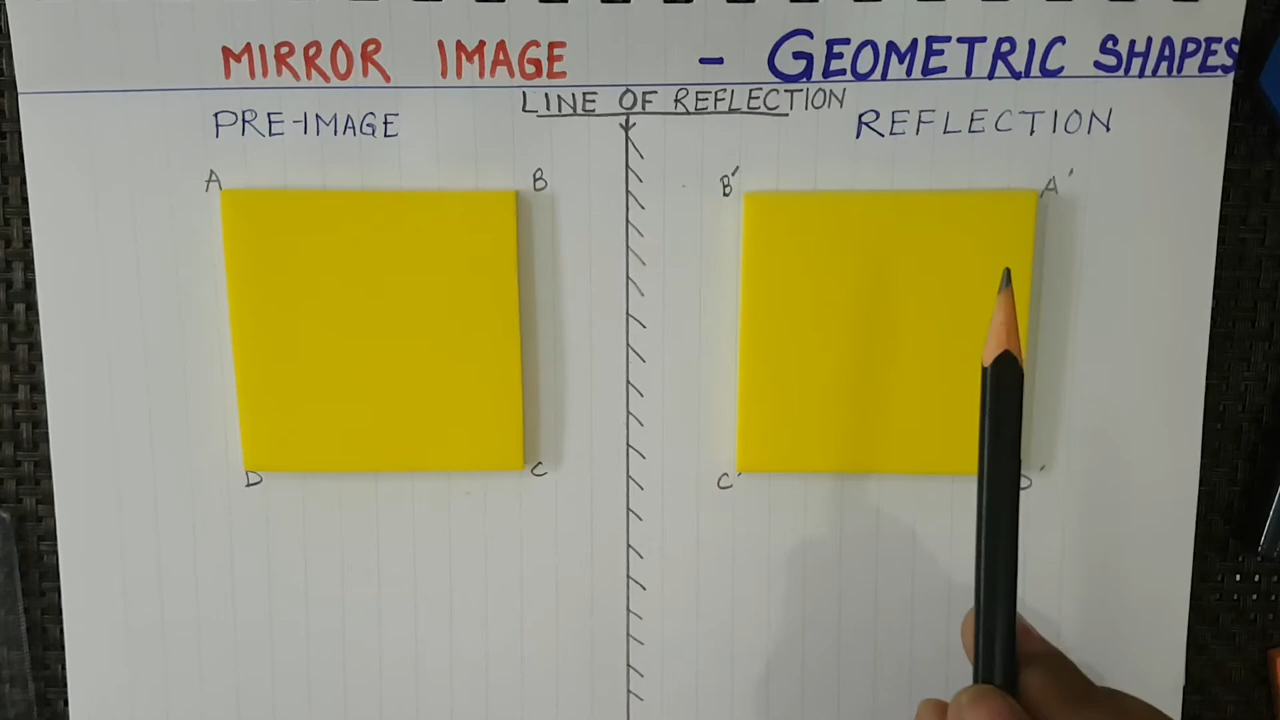 MIRROR IMAGE - GEOMETRIC SHAPES
LINE OF REFLECTION
PRE-IMAGE REFLECTION
A B B' A'
D C C' D'